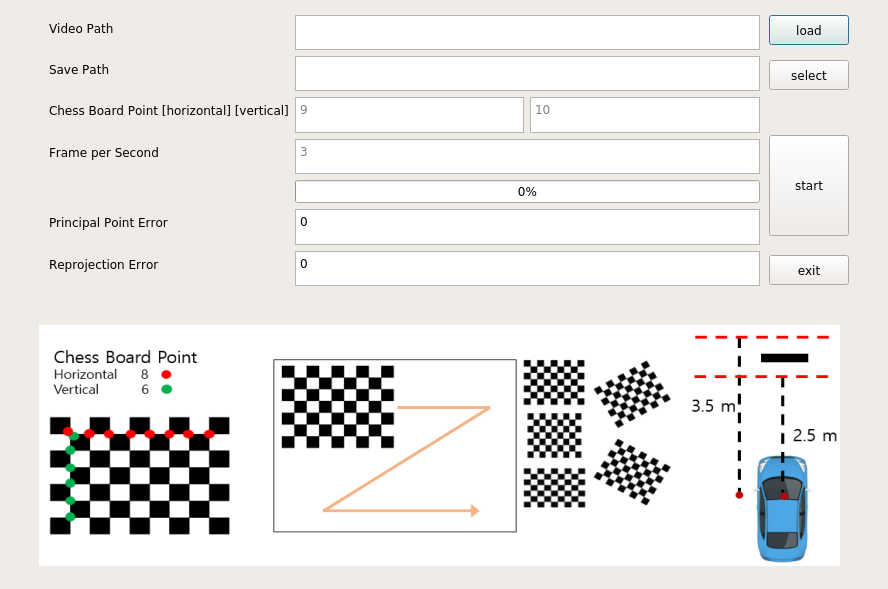 Video Path
load
Save Path
select
Chess Board Point [horizontal] [vertical] 9 10
Frame per Second 3
start
0%
Principal Point Error 0
Reprojection Error 0
exit
Chess Board Point
Horizontal 8
Vertical 6
3.5 m
2.5 m